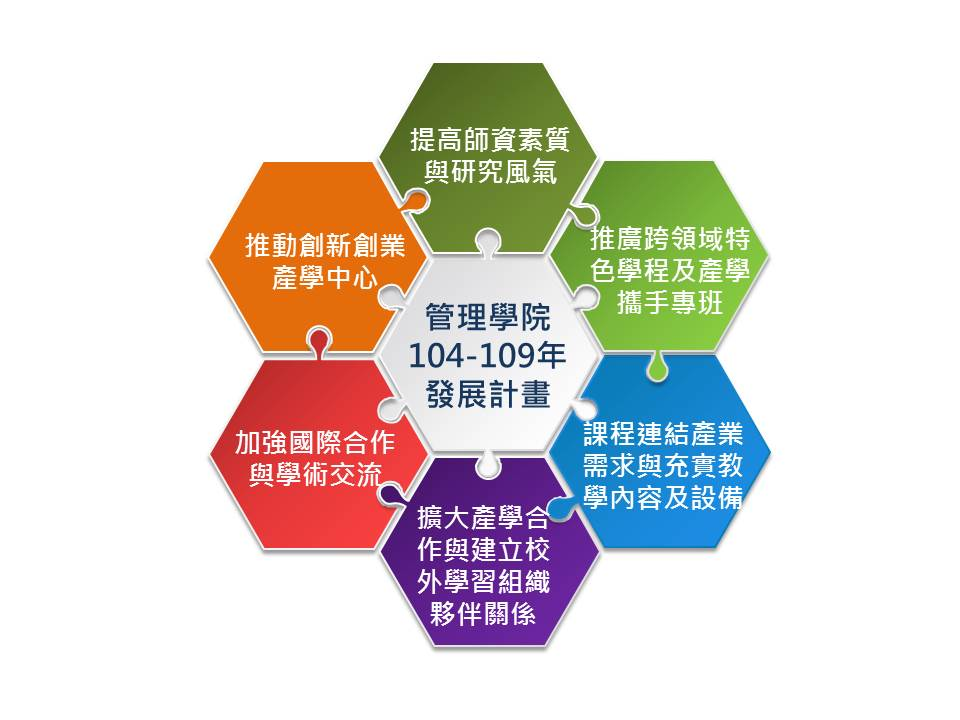 提高師資素質
與研究風氣
推動創新創業
產學中心
推廣跨領域特
色學程及產學
攜手專班
管理學院
104-109年
發展計畫
加強國際合作
與學術交流
課程連結產業
需求與充實教
學內容及設備
擴大產學合
作與建立校
外學習組織
夥伴關係